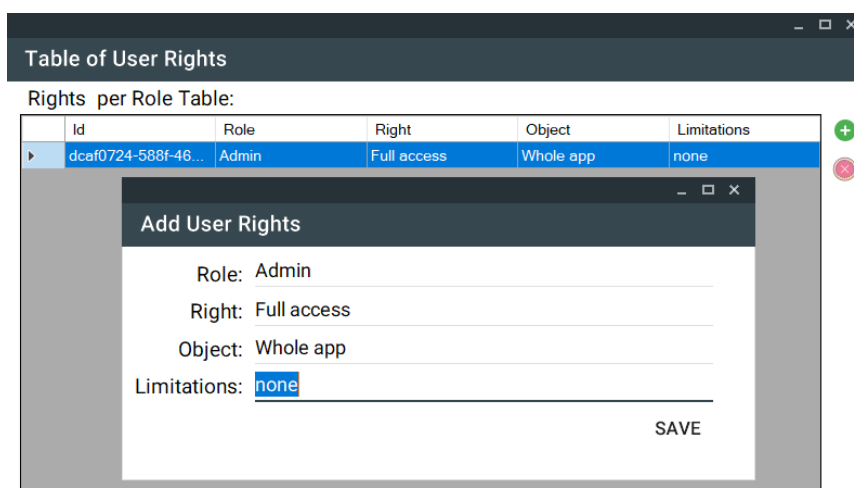 Table of User Rights
Rights per Role Table:
Id Role Right Object Limitations
dcaf0724-588f-46... Admin Full access Whole app none
Add User Rights
Role: Admin
Right: Full access
Object: Whole app
Limitations: none
SAVE